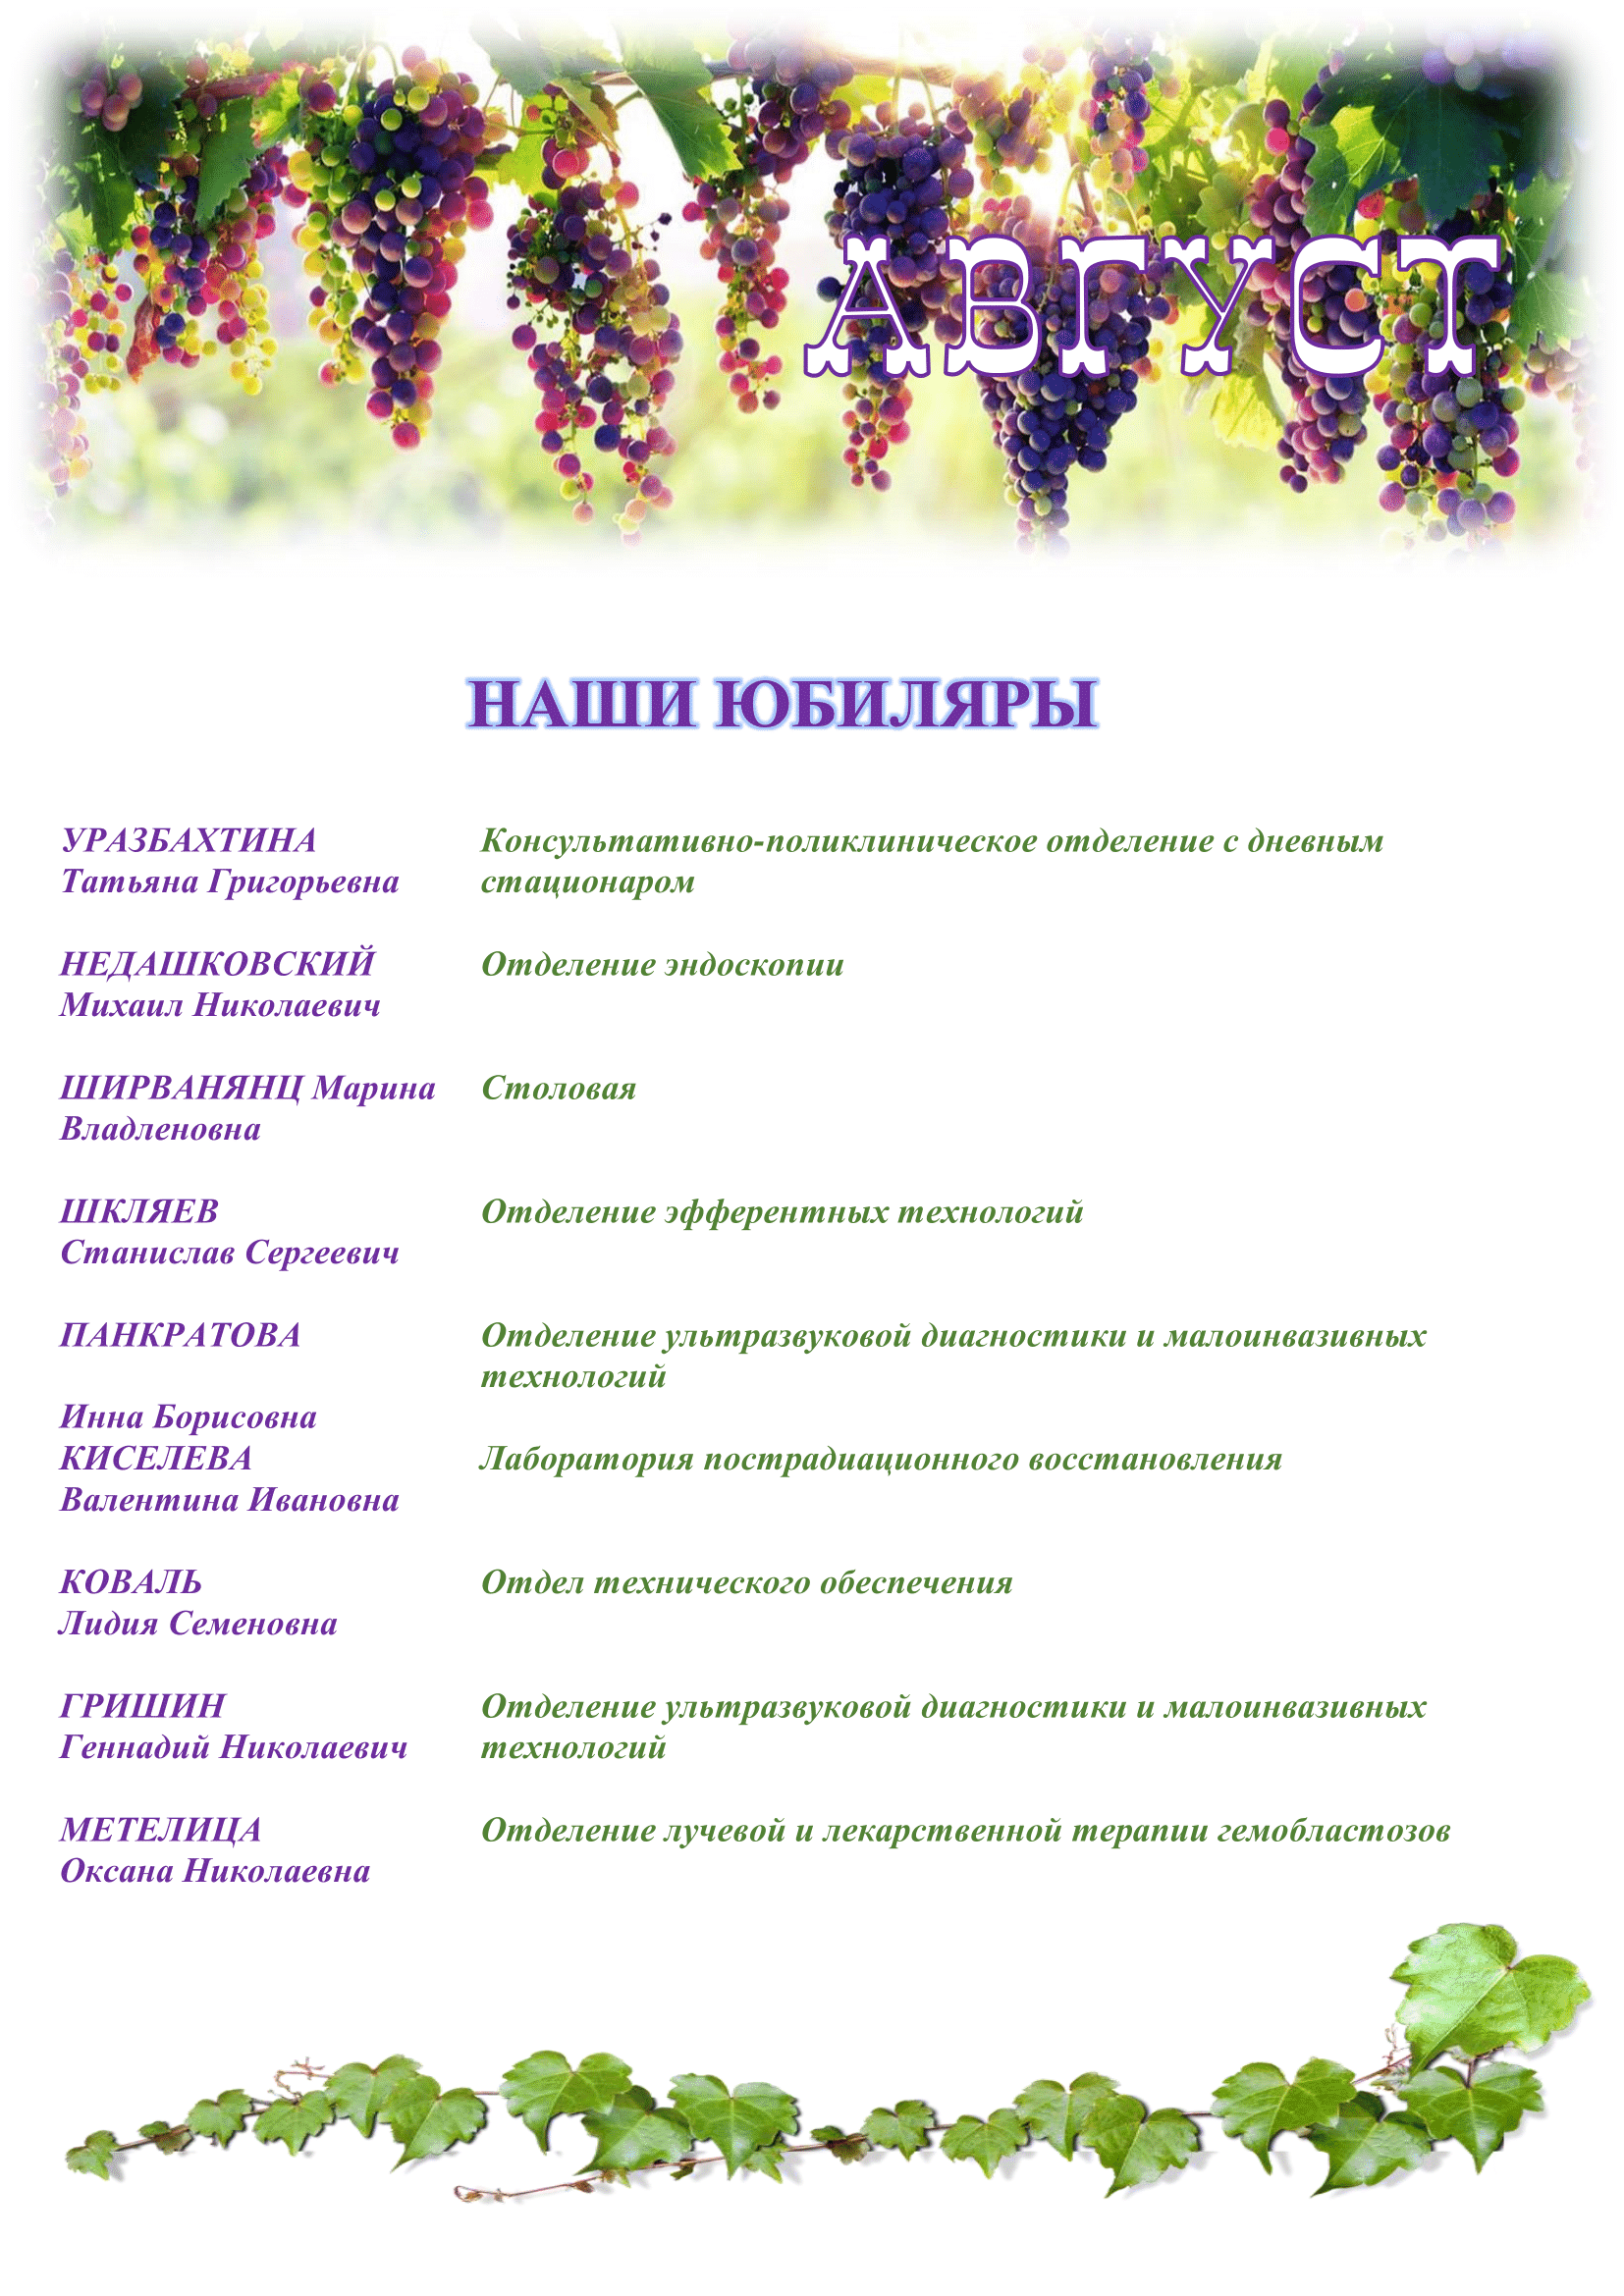 АВГУСТ
НАШИ ЮБИЛЯРЫ
УРАЗБАХТИНА Консультативно-поликлиническое отделение с дневным
Татьяна Григорьевна стационаром
НЕДАШКОВСКИЙ Отделение эндоскопии
Михаил Николаевич
ШИРВАНЯНЦ Марина Столовая
Владленовна
ШКЛЯЕВ Отделение эфферентных технологий
Станислав Сергеевич
ПАНКРАТОВА Отделение ультразвуковой диагностики и малоинвазивных
технологий
Инна Борисовна
КИСЕЛЕВА Лаборатория пострадиационного восстановления
Валентина Ивановна
КОВАЛЬ Отдел технического обеспечения
Лидия Семеновна
ГРИШИН Отделение ультразвуковой диагностики и малоинвазивных
Геннадий Николаевич технологий
МЕТЕЛИЦА Отделение лучевой и лекарственной терапии гемобластозов
Оксана Николаевна